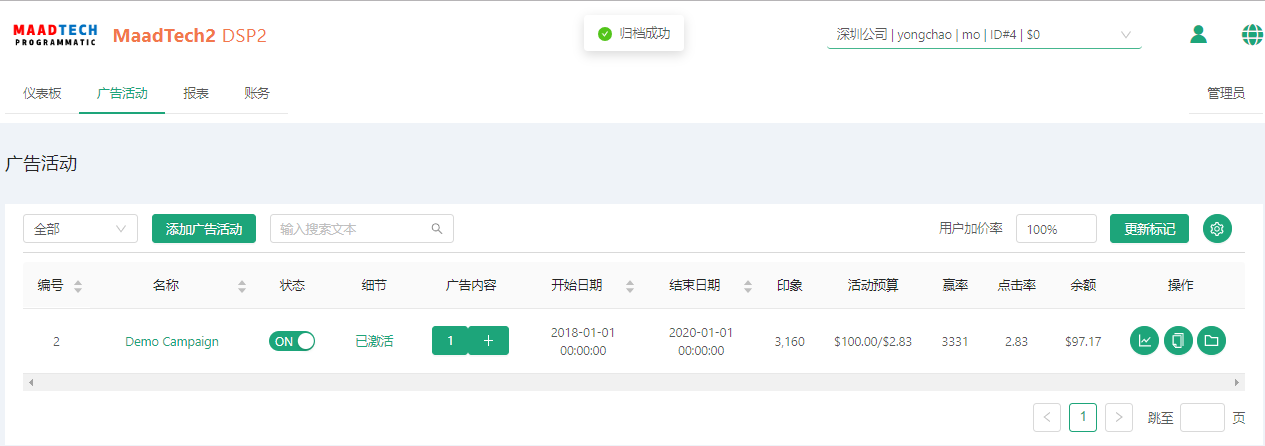 MAADTECH
PROGRAMMATIC
MaadTech2 DSP2
归档成功
深圳公司 | yongchao | mo | ID#4 | $0
仪表板 广告活动 报表 账务 管理员
广告活动
全部 添加广告活动 输入搜索文本 用户加价率 100% 更新标记
编号 名称 状态 细节 广告内容 开始日期 结束日期 印象 活动预算 赢率 点击率 余额 操作
2 Demo Campaign ON 已激活 1 + 2018-01-01 00:00:00 2020-01-01 00:00:00 3,160 $100.00/$2.83 3331 2.83 $97.17
< 1 > 跳至 页